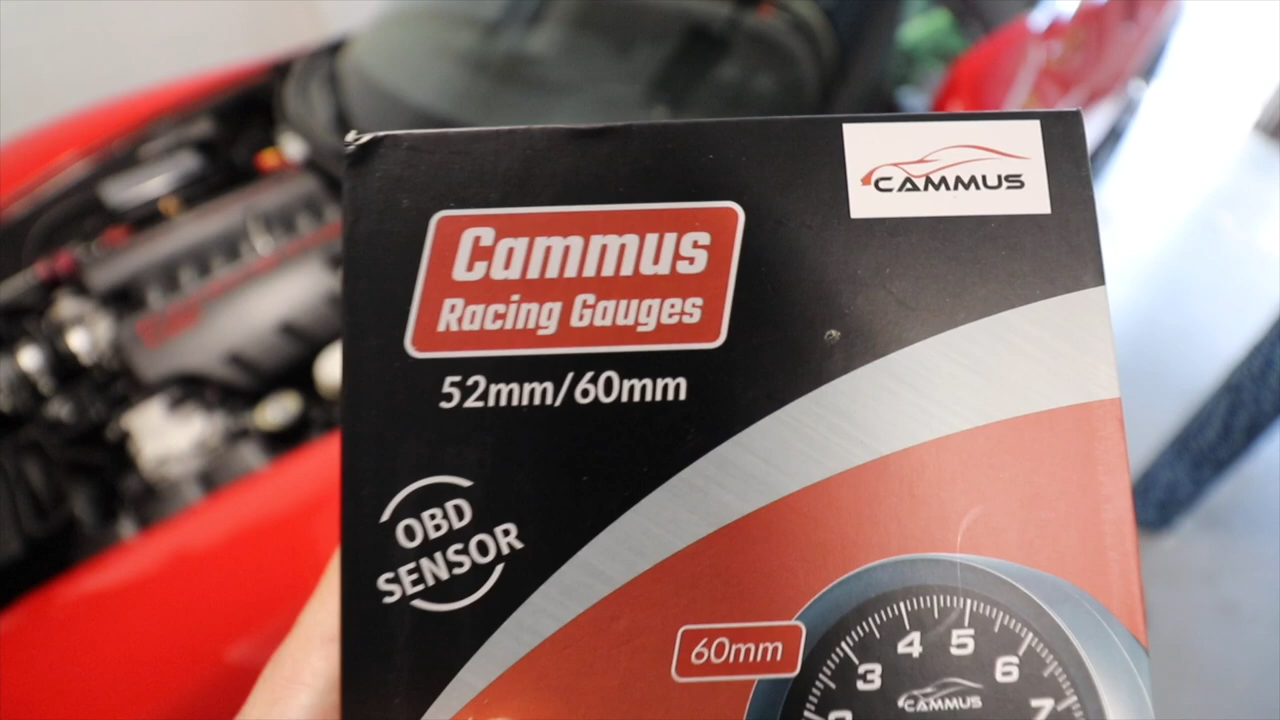 CAMMUS
Cammus
Racing Gauges
52mm/60mm
OBD
SENSOR
60mm
3 4 5 6 7
CAMMUS